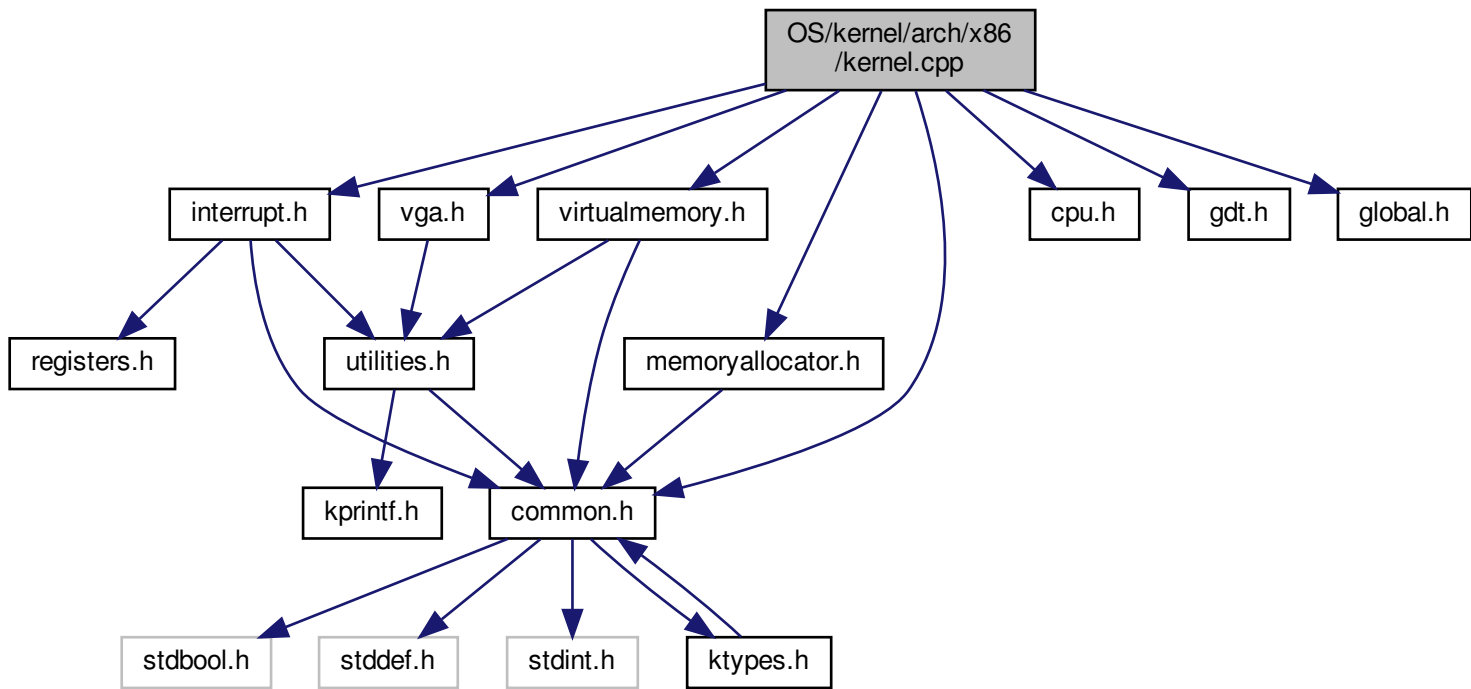 OS/kernel/arch/x86
/kernel.cpp
interrupt.h
vga.h
virtualmemory.h
cpu.h
gdt.h
global.h
registers.h
utilities.h
memoryallocator.h
kprintf.h
common.h
stdbool.h
stddef.h
stdint.h
ktypes.h